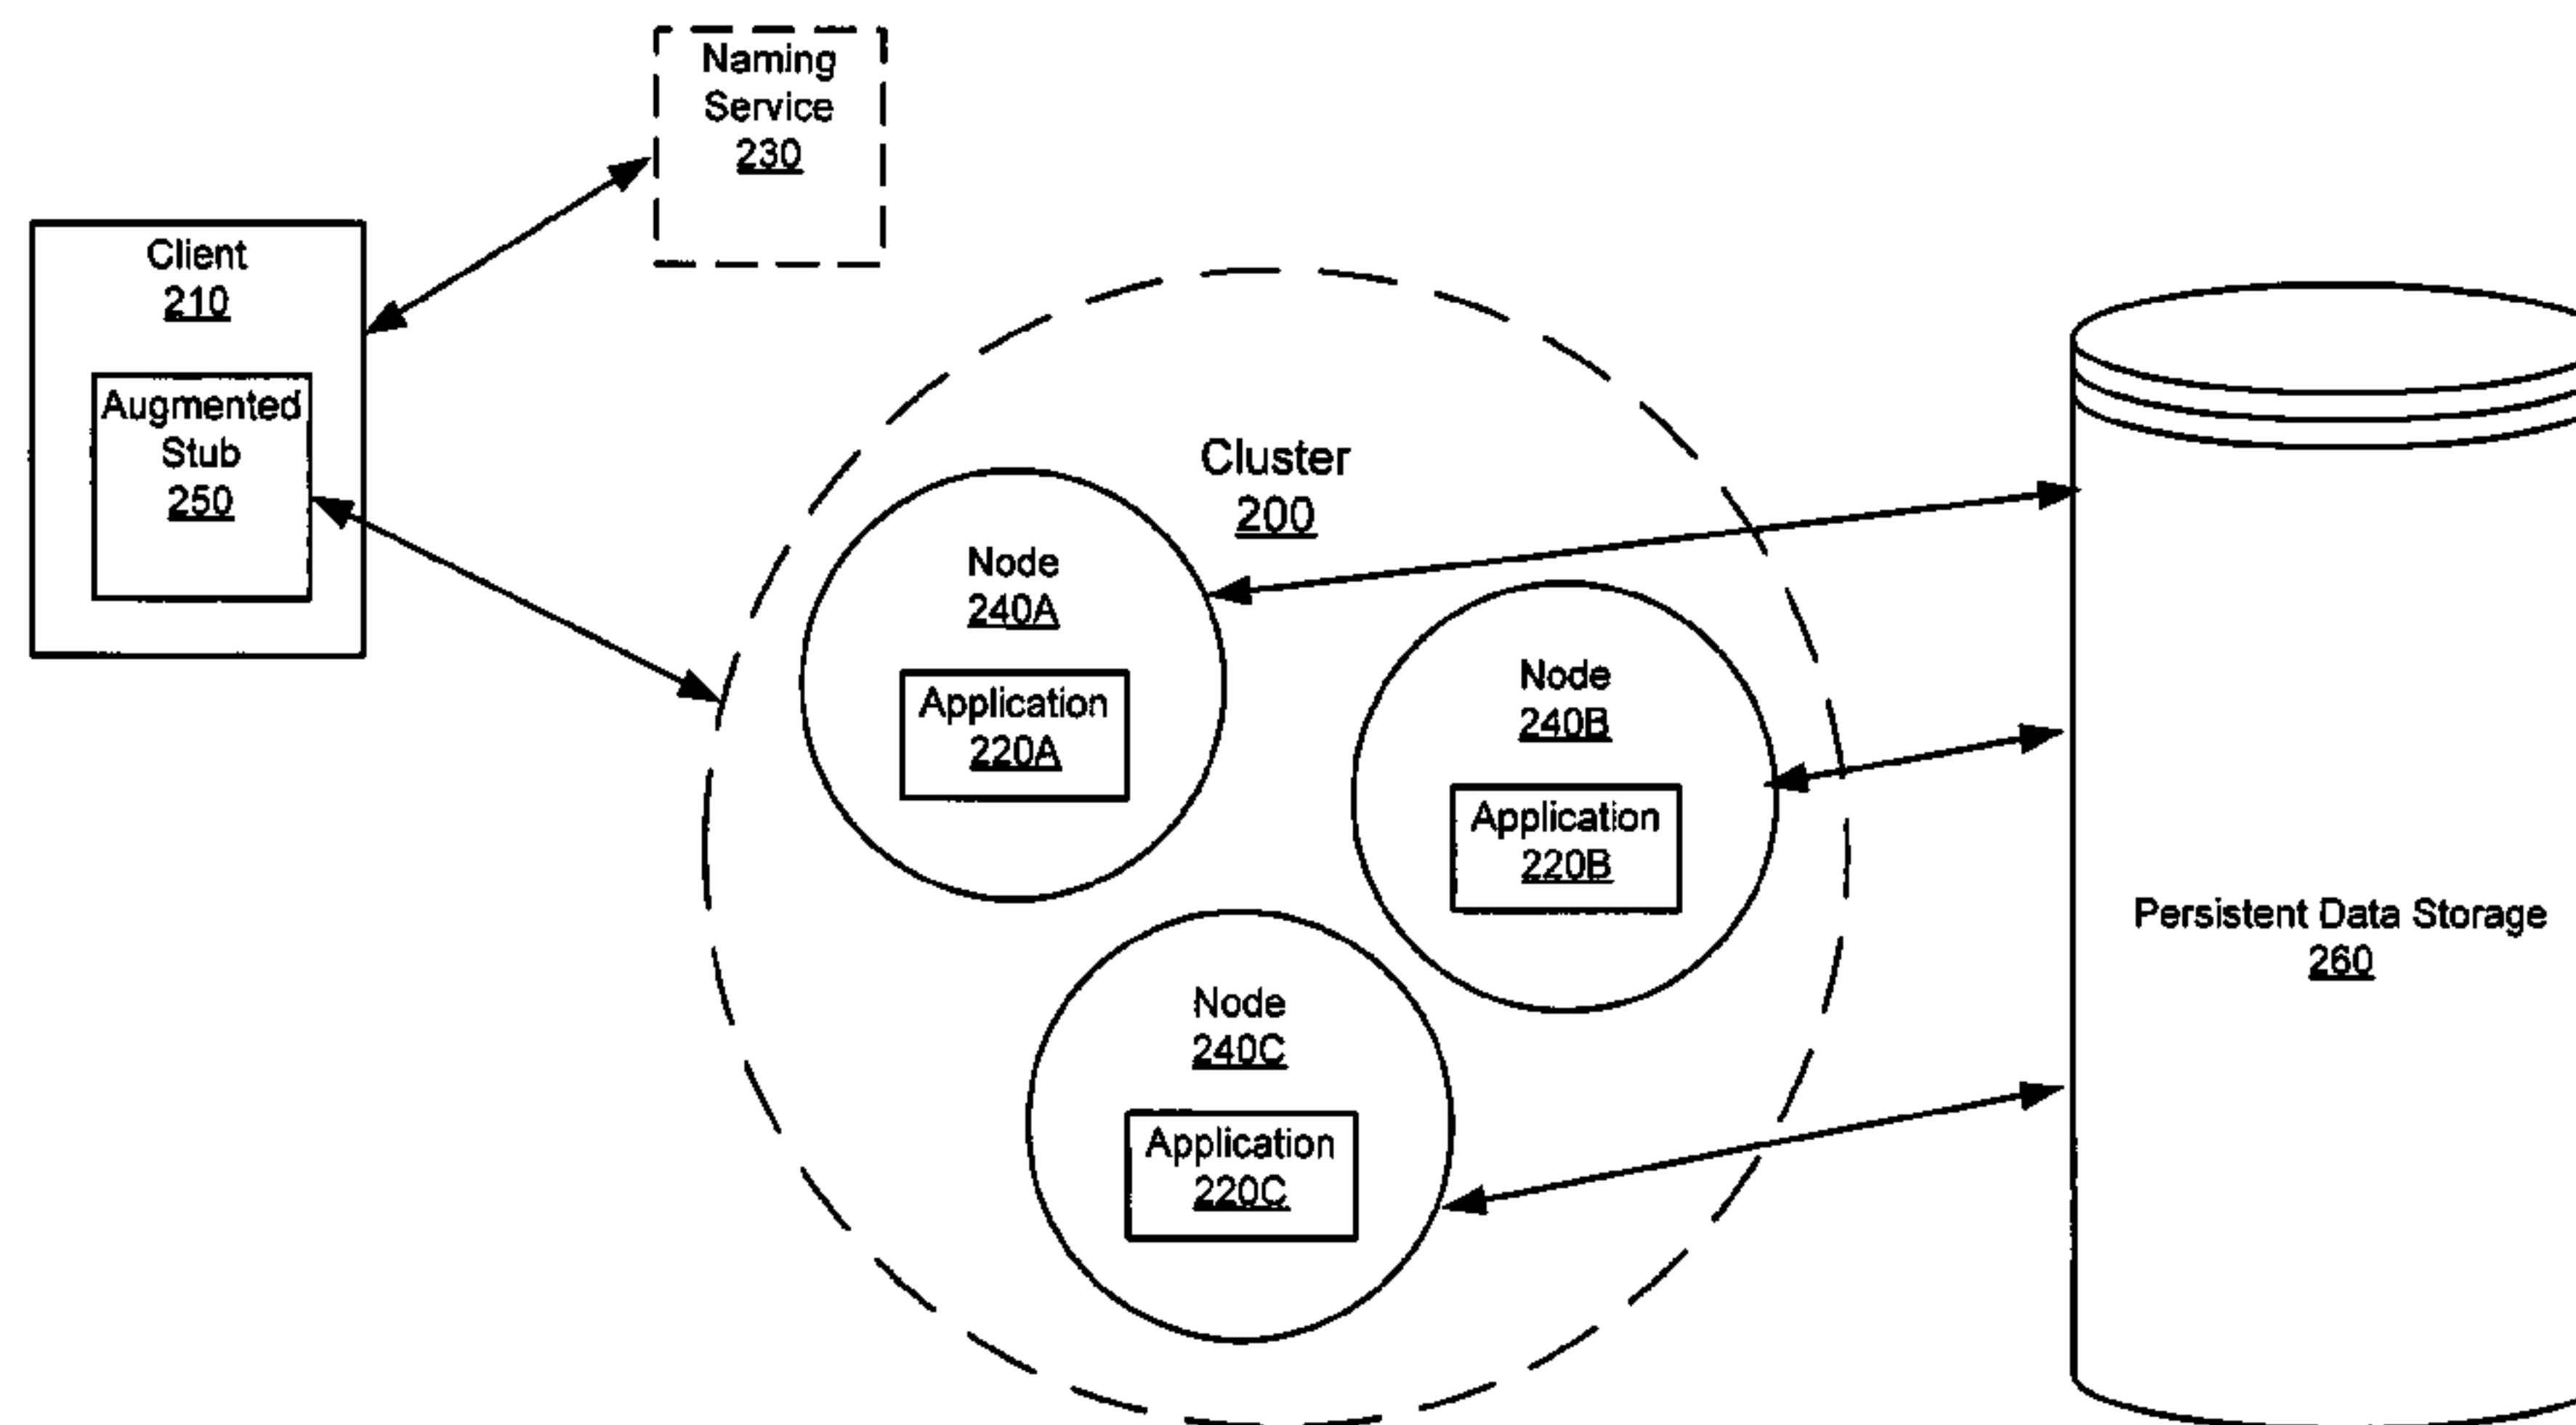 Naming
Service
230
Client
210
Augmented
Stub
250
Cluster
200
Node
240A
Application
220A
Node
240B
Application
220B
Node
240C
Application
220C
Persistent Data Storage
260